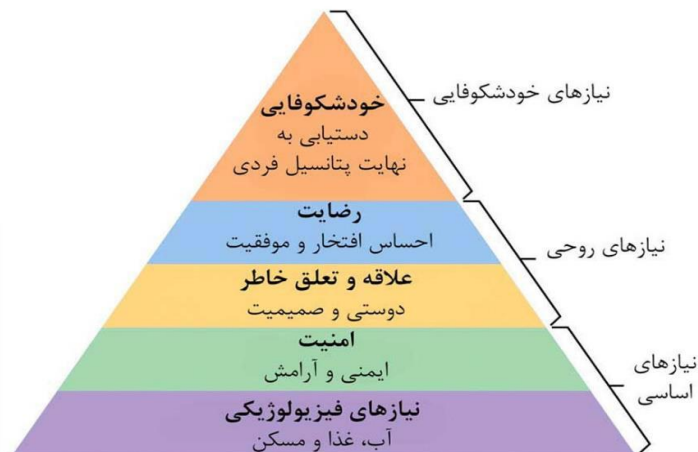 خودشکوفایی
دستیابی به
نهایت پتانسیل فردی
نیازهای خودشکوفایی
رضایت
احساس افتخار و موفقیت
علاقه و تعلق خاطر
دوستی و صمیمیت
نیازهای روحی
امنیت
ایمنی و آرامش
نیازهای فیزیولوژیکی
آب، غذا و مسکن
نیازهای
اساسی